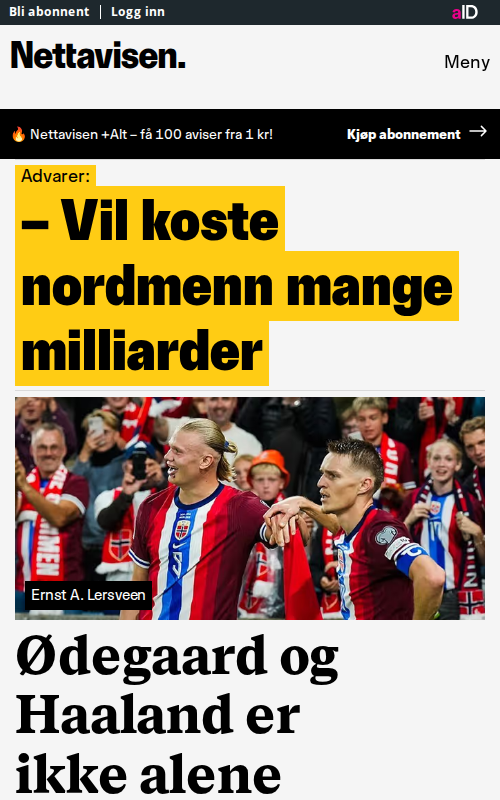 Bli abonnent | Logg inn
aID
Nettavisen.
Meny
🔥 Nettavisen +Alt – få 100 aviser fra 1 kr!
Kjøp abonnement →
Advarer:
– Vil koste
nordmenn mange
milliarder
Ernst A. Lersveen
Ødegaard og
Haaland er
ikke alene